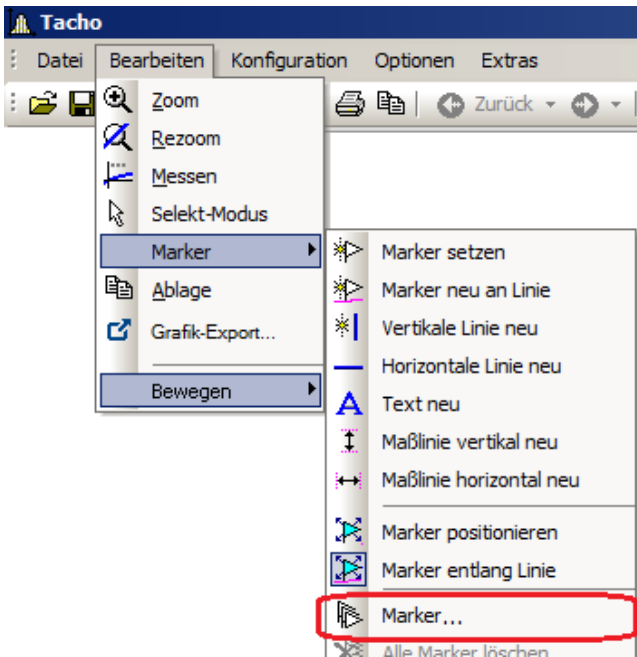 Tacho
Datei Bearbeiten Konfiguration Optionen Extras
Zurück
Zoom
Rezoom
Messen
Selekt-Modus
Marker
Ablage
Grafik-Export...
Bewegen
Marker setzen
Marker neu an Linie
Vertikale Linie neu
Horizontale Linie neu
Text neu
Maßlinie vertikal neu
Maßlinie horizontal neu
Marker positionieren
Marker entlang Linie
Marker...
Alle Marker löschen